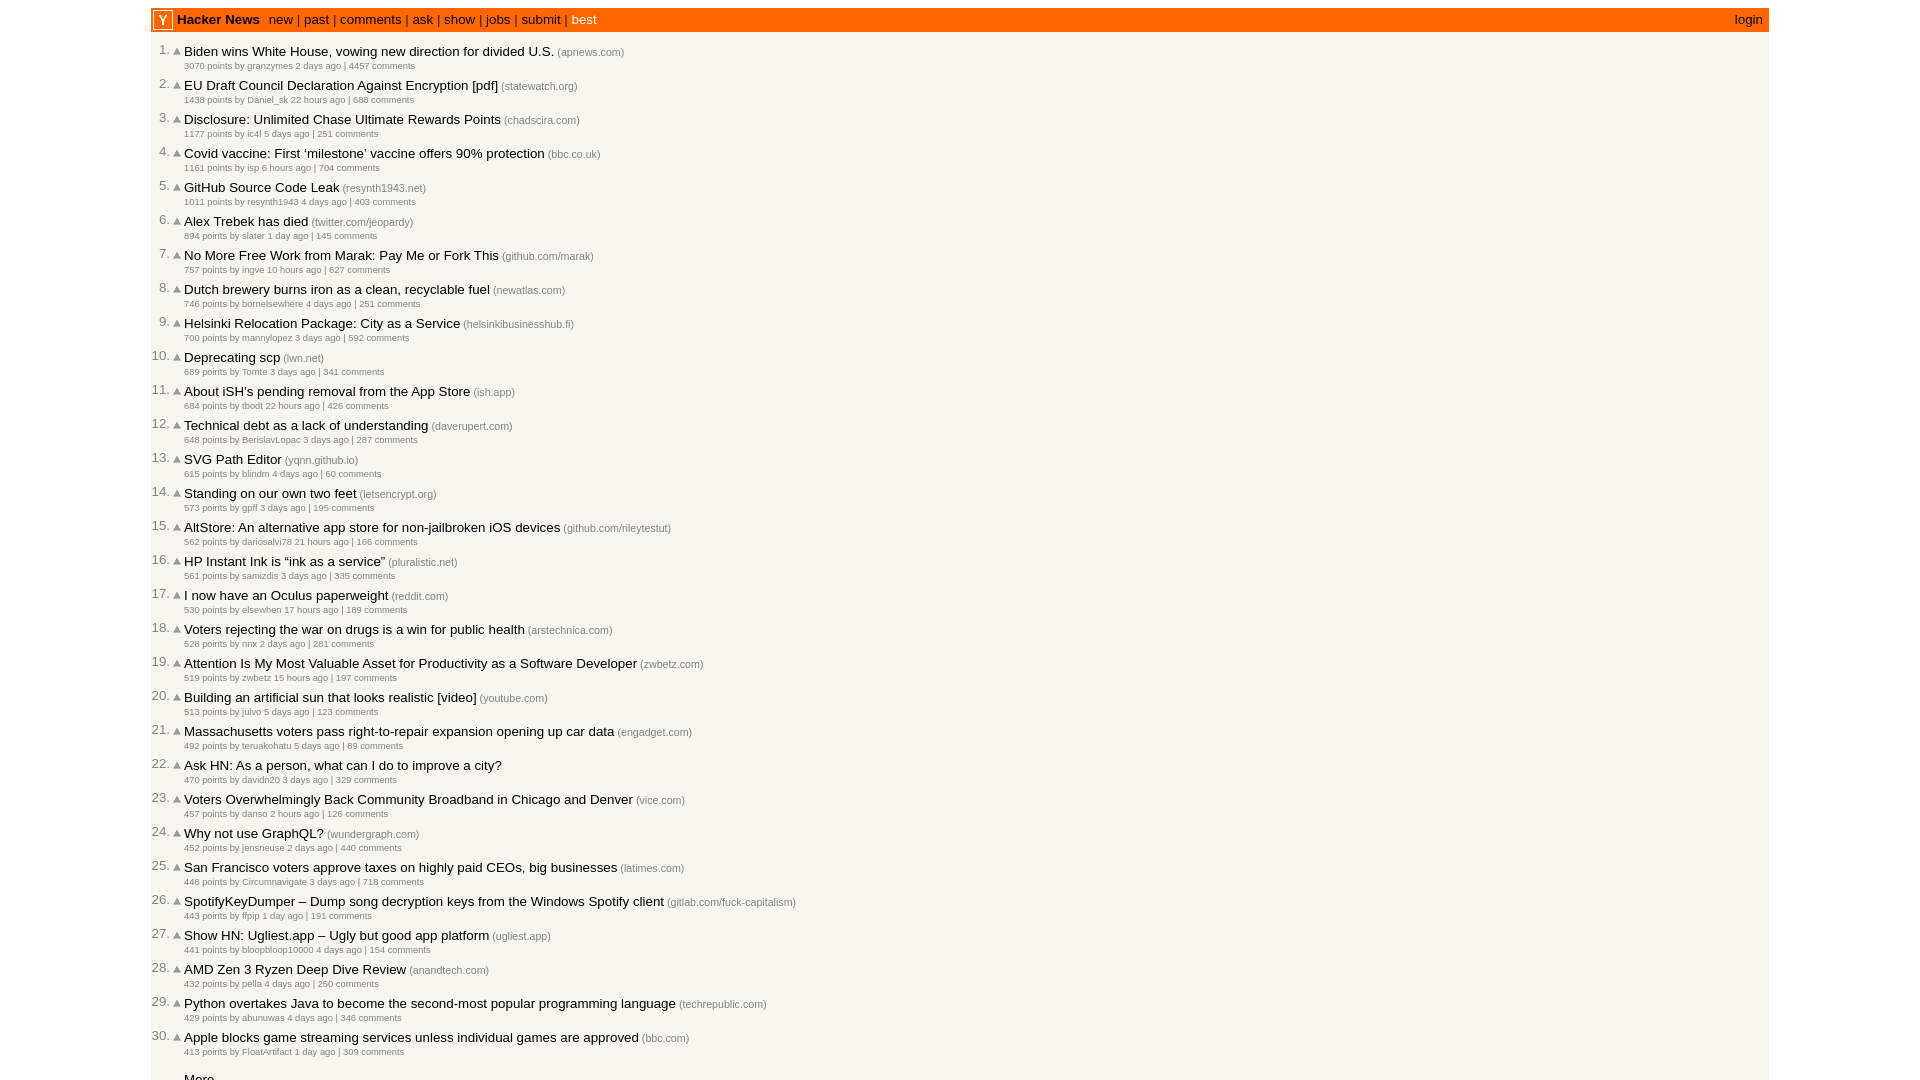 Y Hacker News new | past | comments | ask | show | jobs | submit | best login
1. Biden wins White House, vowing new direction for divided U.S. (apnews.com)
3070 points by granzymes 2 days ago | 4457 comments
2. EU Draft Council Declaration Against Encryption [pdf] (statewatch.org)
1438 points by Daniel_sk 22 hours ago | 688 comments
3. Disclosure: Unlimited Chase Ultimate Rewards Points (chadscira.com)
1177 points by ic4l 5 days ago | 251 comments
4. Covid vaccine: First ‘milestone’ vaccine offers 90% protection (bbc.co.uk)
1161 points by isp 6 hours ago | 704 comments
5. GitHub Source Code Leak (resynth1943.net)
1011 points by resynth1943 4 days ago | 403 comments
6. Alex Trebek has died (twitter.com/jeopardy)
894 points by slater 1 day ago | 145 comments
7. No More Free Work from Marak: Pay Me or Fork This (github.com/marak)
757 points by ingve 10 hours ago | 627 comments
8. Dutch brewery burns iron as a clean, recyclable fuel (newatlas.com)
746 points by bornelsewhere 4 days ago | 251 comments
9. Helsinki Relocation Package: City as a Service (helsinkibusinesshub.fi)
700 points by mannylopez 3 days ago | 592 comments
10. Deprecating scp (lwn.net)
689 points by Tomte 3 days ago | 341 comments
11. About iSH’s pending removal from the App Store (ish.app)
684 points by tbodt 22 hours ago | 426 comments
12. Technical debt as a lack of understanding (daverupert.com)
648 points by BerislavLopac 3 days ago | 287 comments
13. SVG Path Editor (yqnn.github.io)
615 points by blindm 4 days ago | 60 comments
14. Standing on our own two feet (letsencrypt.org)
573 points by gpff 3 days ago | 195 comments
15. AltStore: An alternative app store for non-jailbroken iOS devices (github.com/rileytestut)
562 points by dariosalvi78 21 hours ago | 166 comments
16. HP Instant Ink is “ink as a service” (pluralistic.net)
561 points by samizdis 3 days ago | 335 comments
17. I now have an Oculus paperweight (reddit.com)
530 points by elsewhen 17 hours ago | 189 comments
18. Voters rejecting the war on drugs is a win for public health (arstechnica.com)
528 points by nnx 2 days ago | 281 comments
19. Attention Is My Most Valuable Asset for Productivity as a Software Developer (zwbetz.com)
519 points by zwbetz 15 hours ago | 197 comments
20. Building an artificial sun that looks realistic [video] (youtube.com)
513 points by julvo 5 days ago | 123 comments
21. Massachusetts voters pass right-to-repair expansion opening up car data (engadget.com)
492 points by teruakohatu 5 days ago | 89 comments
22. Ask HN: As a person, what can I do to improve a city?
470 points by davidn20 3 days ago | 329 comments
23. Voters Overwhelmingly Back Community Broadband in Chicago and Denver (vice.com)
457 points by danso 2 hours ago | 126 comments
24. Why not use GraphQL? (wundergraph.com)
452 points by jensneuse 2 days ago | 440 comments
25. San Francisco voters approve taxes on highly paid CEOs, big businesses (latimes.com)
448 points by Circumnavigate 3 days ago | 718 comments
26. SpotifyKeyDumper – Dump song decryption keys from the Windows Spotify client (gitlab.com/fuck-capitalism)
443 points by ffpip 1 day ago | 191 comments
27. Show HN: Ugliest.app – Ugly but good app platform (ugliest.app)
441 points by bloopbloop10000 4 days ago | 154 comments
28. AMD Zen 3 Ryzen Deep Dive Review (anandtech.com)
432 points by pella 4 days ago | 250 comments
29. Python overtakes Java to become the second-most popular programming language (techrepublic.com)
429 points by abunuwas 4 days ago | 346 comments
30. Apple blocks game streaming services unless individual games are approved (bbc.com)
413 points by FloatArtifact 1 day ago | 309 comments
More